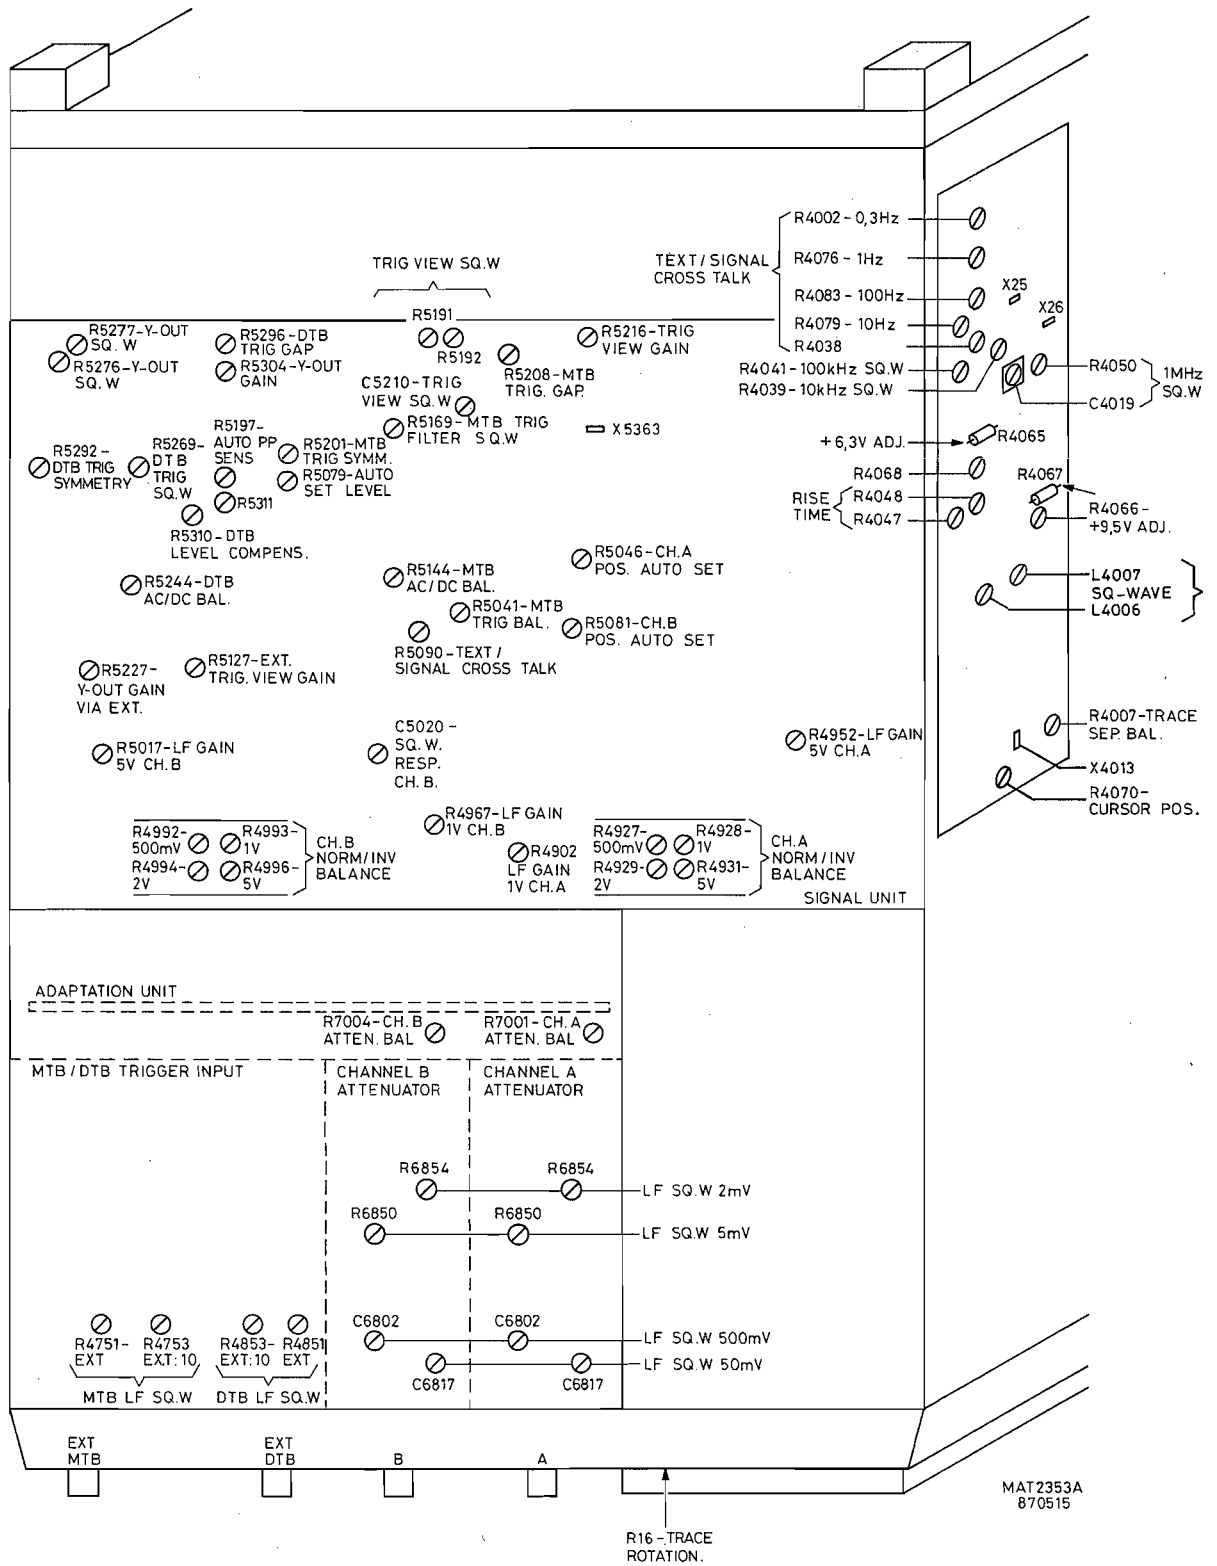 R4002-0,3Hz
TEXT/SIGNAL
CROSS TALK
R4076-1Hz
R4083-100Hz
R4079-10Hz
R4038
R4041-100kHz SQ.W
R4039-10kHz SQ.W
X25
X26
R4050
C4019
1MHz
SQ.W
+6,3V ADJ.
R4065
R4068
R4067
RISE
TIME
R4048
R4047
R4066-
+9,5V ADJ.
L4007
SQ-WAVE
L4006
R4007-TRACE
SEP. BAL.
X4013
R4070-
CURSOR POS.
TRIG VIEW SQ.W
R5191
R5192
R5277-Y-OUT
SQ.W
R5276-Y-OUT
SQ.W
R5296-DTB
TRIG GAP
R5304-Y-OUT
GAIN
R5216-TRIG
VIEW GAIN
R5208-MTB
TRIG. GAP.
C5210-TRIG
VIEW SQ.W
R5169-MTB TRIG
FILTER SQ.W
X5363
R5292-
DTB TRIG
SYMMETRY
R5269-
DTB
TRIG
SQ.W
R5197-
AUTO PP
SENS
R5201-MTB
TRIG SYMM.
R5079-AUTO
SET LEVEL
R5311
R5310-DTB
LEVEL COMPENS.
R5244-DTB
AC/DC BAL.
R5144-MTB
AC/DC BAL.
R5046-CH.A
POS. AUTO SET
R5041-MTB
TRIG BAL.
R5081-CH.B
POS. AUTO SET
R5090-TEXT/
SIGNAL CROSS TALK
R5227-
Y-OUT GAIN
VIA EXT.
R5127-EXT.
TRIG. VIEW GAIN
R5017-LF GAIN
5V CH.B
C5020-
SQ.W.
RESP.
CH.B.
R4952-LF GAIN
5V CH.A
R4967-LF GAIN
1V CH.B
R4902
LF GAIN
1V CH.A
R4992-
500mV
R4993-
1V
R4994-
2V
R4996-
5V
CH.B
NORM/INV
BALANCE
R4927-
500mV
R4928-
1V
R4929-
2V
R4931-
5V
CH.A
NORM/INV
BALANCE
SIGNAL UNIT
ADAPTATION UNIT
R7004-CH.B
ATTEN. BAL
R7001-CH.A
ATTEN. BAL
MTB/DTB TRIGGER INPUT
CHANNEL B
ATTENUATOR
CHANNEL A
ATTENUATOR
R6854
R6854
LF SQ.W 2mV
R6850
R6850
LF SQ.W 5mV
C6802
C6802
LF SQ.W 500mV
C6817
C6817
LF SQ.W 50mV
R4751-
EXT
R4753
EXT:10
R4853-
EXT:10
R4851
EXT
MTB LF SQ.W
DTB LF SQ.W
EXT
MTB
EXT
DTB
B
A
MAT2353A
870515
R16-TRACE
ROTATION.